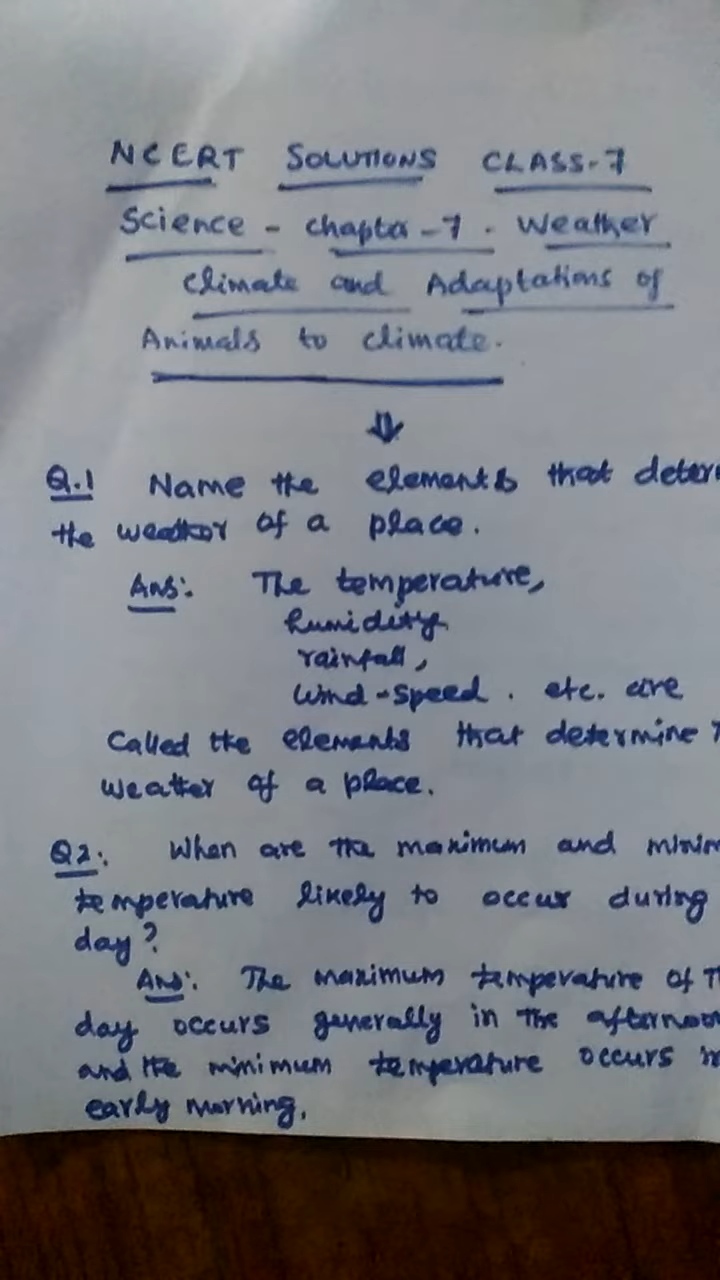 NCERT SOLUTIONS CLASS-7
Science - Chapter-7. Weather
climate and Adaptations of
Animals to climate.
Q.1 Name the elements that deter
the weather of a place.
Ans:. The temperature,
humidity
rainfall,
wind-speed. etc. are
Called the elements that determine
weather of a place.
Q2:. When are the maximum and minim
temperature likely to occur during
day?
Ans:. The maximum temperature of T
day occurs generally in the afternoo
and the minimum temperature occurs in
early morning.